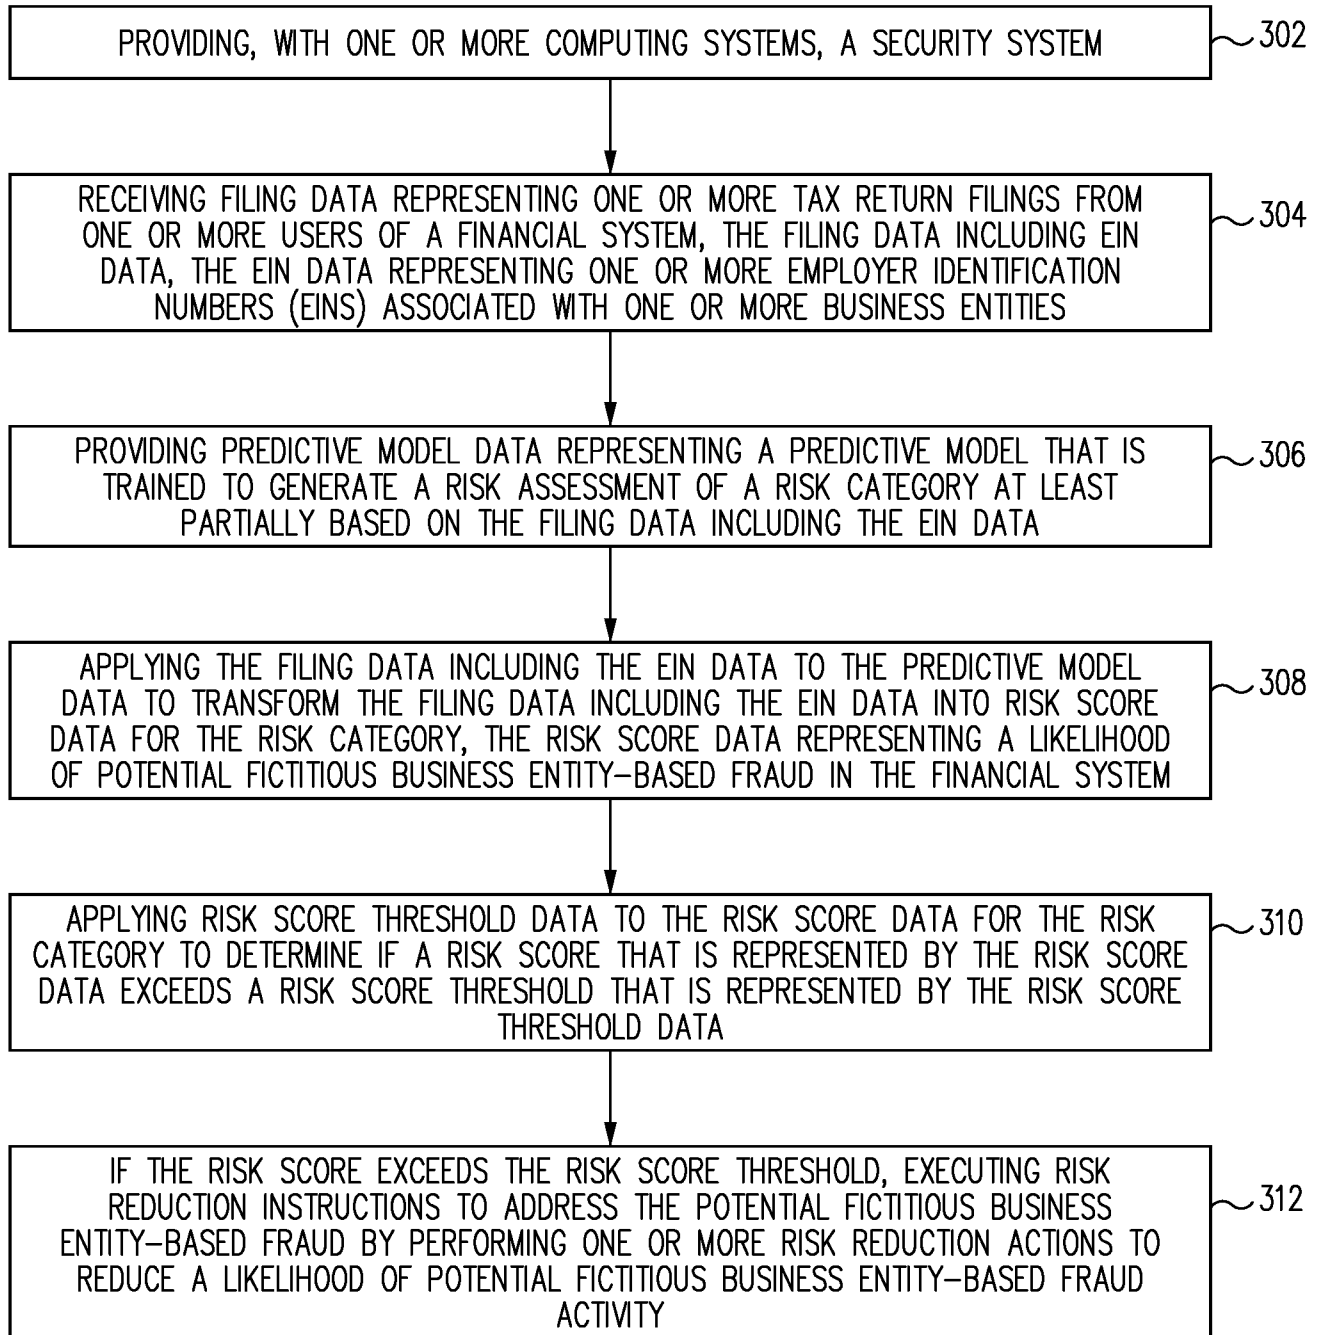 PROVIDING, WITH ONE OR MORE COMPUTING SYSTEMS, A SECURITY SYSTEM
302
RECEIVING FILING DATA REPRESENTING ONE OR MORE TAX RETURN FILINGS FROM
ONE OR MORE USERS OF A FINANCIAL SYSTEM, THE FILING DATA INCLUDING EIN
DATA, THE EIN DATA REPRESENTING ONE OR MORE EMPLOYER IDENTIFICATION
NUMBERS (EINS) ASSOCIATED WITH ONE OR MORE BUSINESS ENTITIES
304
PROVIDING PREDICTIVE MODEL DATA REPRESENTING A PREDICTIVE MODEL THAT IS
TRAINED TO GENERATE A RISK ASSESSMENT OF A RISK CATEGORY AT LEAST
PARTIALLY BASED ON THE FILING DATA INCLUDING THE EIN DATA
306
APPLYING THE FILING DATA INCLUDING THE EIN DATA TO THE PREDICTIVE MODEL
DATA TO TRANSFORM THE FILING DATA INCLUDING THE EIN DATA INTO RISK SCORE
DATA FOR THE RISK CATEGORY, THE RISK SCORE DATA REPRESENTING A LIKELIHOOD
OF POTENTIAL FICTITIOUS BUSINESS ENTITY-BASED FRAUD IN THE FINANCIAL SYSTEM
308
APPLYING RISK SCORE THRESHOLD DATA TO THE RISK SCORE DATA FOR THE RISK
CATEGORY TO DETERMINE IF A RISK SCORE THAT IS REPRESENTED BY THE RISK SCORE
DATA EXCEEDS A RISK SCORE THRESHOLD THAT IS REPRESENTED BY THE RISK SCORE
THRESHOLD DATA
310
IF THE RISK SCORE EXCEEDS THE RISK SCORE THRESHOLD, EXECUTING RISK
REDUCTION INSTRUCTIONS TO ADDRESS THE POTENTIAL FICTITIOUS BUSINESS
ENTITY-BASED FRAUD BY PERFORMING ONE OR MORE RISK REDUCTION ACTIONS TO
REDUCE A LIKELIHOOD OF POTENTIAL FICTITIOUS BUSINESS ENTITY-BASED FRAUD
ACTIVITY
312